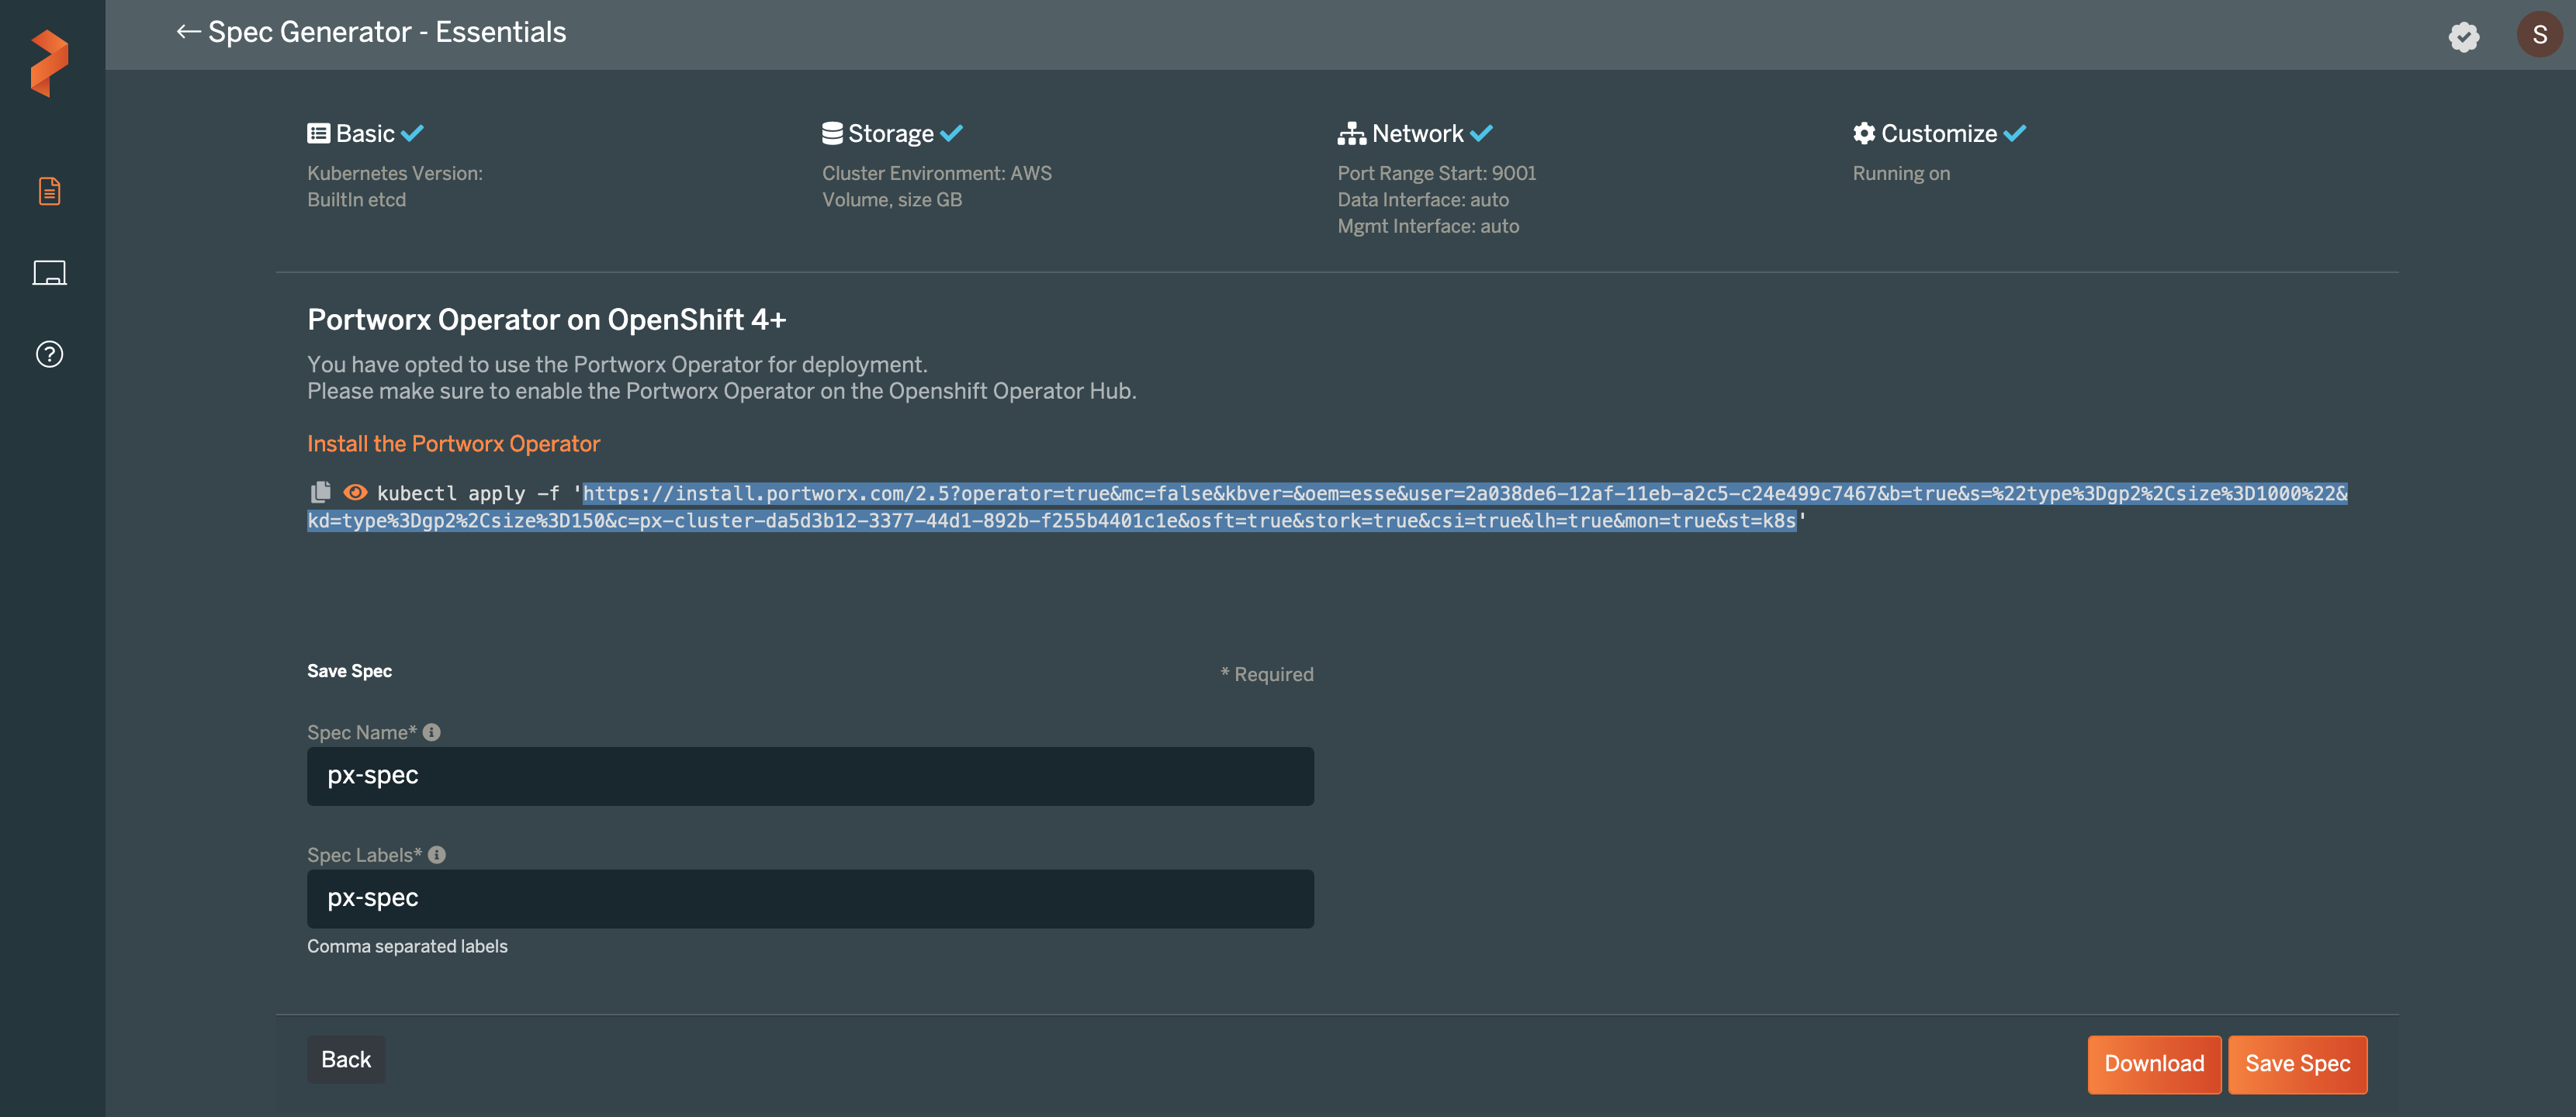 Spec Generator - Essentials
S
Basic
Kubernetes Version:
BuiltIn etcd
Storage
Cluster Environment: AWS
Volume, size GB
Network
Port Range Start: 9001
Data Interface: auto
Mgmt Interface: auto
Customize
Running on
Portworx Operator on OpenShift 4+
You have opted to use the Portworx Operator for deployment.
Please make sure to enable the Portworx Operator on the Openshift Operator Hub.
Install the Portworx Operator
kubectl apply -f 'https://install.portworx.com/2.5?operator=true&mc=false&kbver=&oem=esse&user=2a038de6-12af-11eb-a2c5-c24e499c7467&b=true&s=%22type%3Dgp2%2Csize%3D1000%22&
kd=type%3Dgp2%2Csize%3D150&c=px-cluster-da5d3b12-3377-44d1-892b-f255b4401c1e&osft=true&stork=true&csi=true&lh=true&mon=true&st=k8s'
Save Spec
* Required
Spec Name*
px-spec
Spec Labels*
px-spec
Comma separated labels
Back
Download
Save Spec